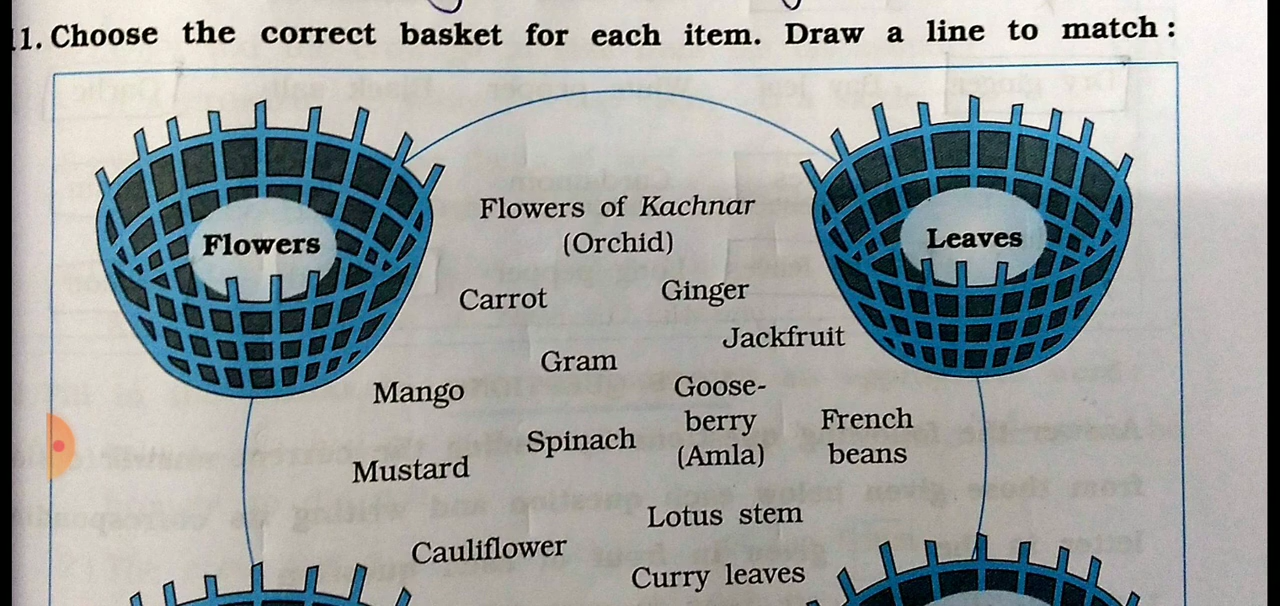 11. Choose the correct basket for each item. Draw a line to match :
Flowers
Leaves
Flowers of Kachnar
(Orchid)
Carrot
Ginger
Jackfruit
Gram
Mango
Goose-
berry
(Amla)
French
beans
Spinach
Mustard
Lotus stem
Cauliflower
Curry leaves